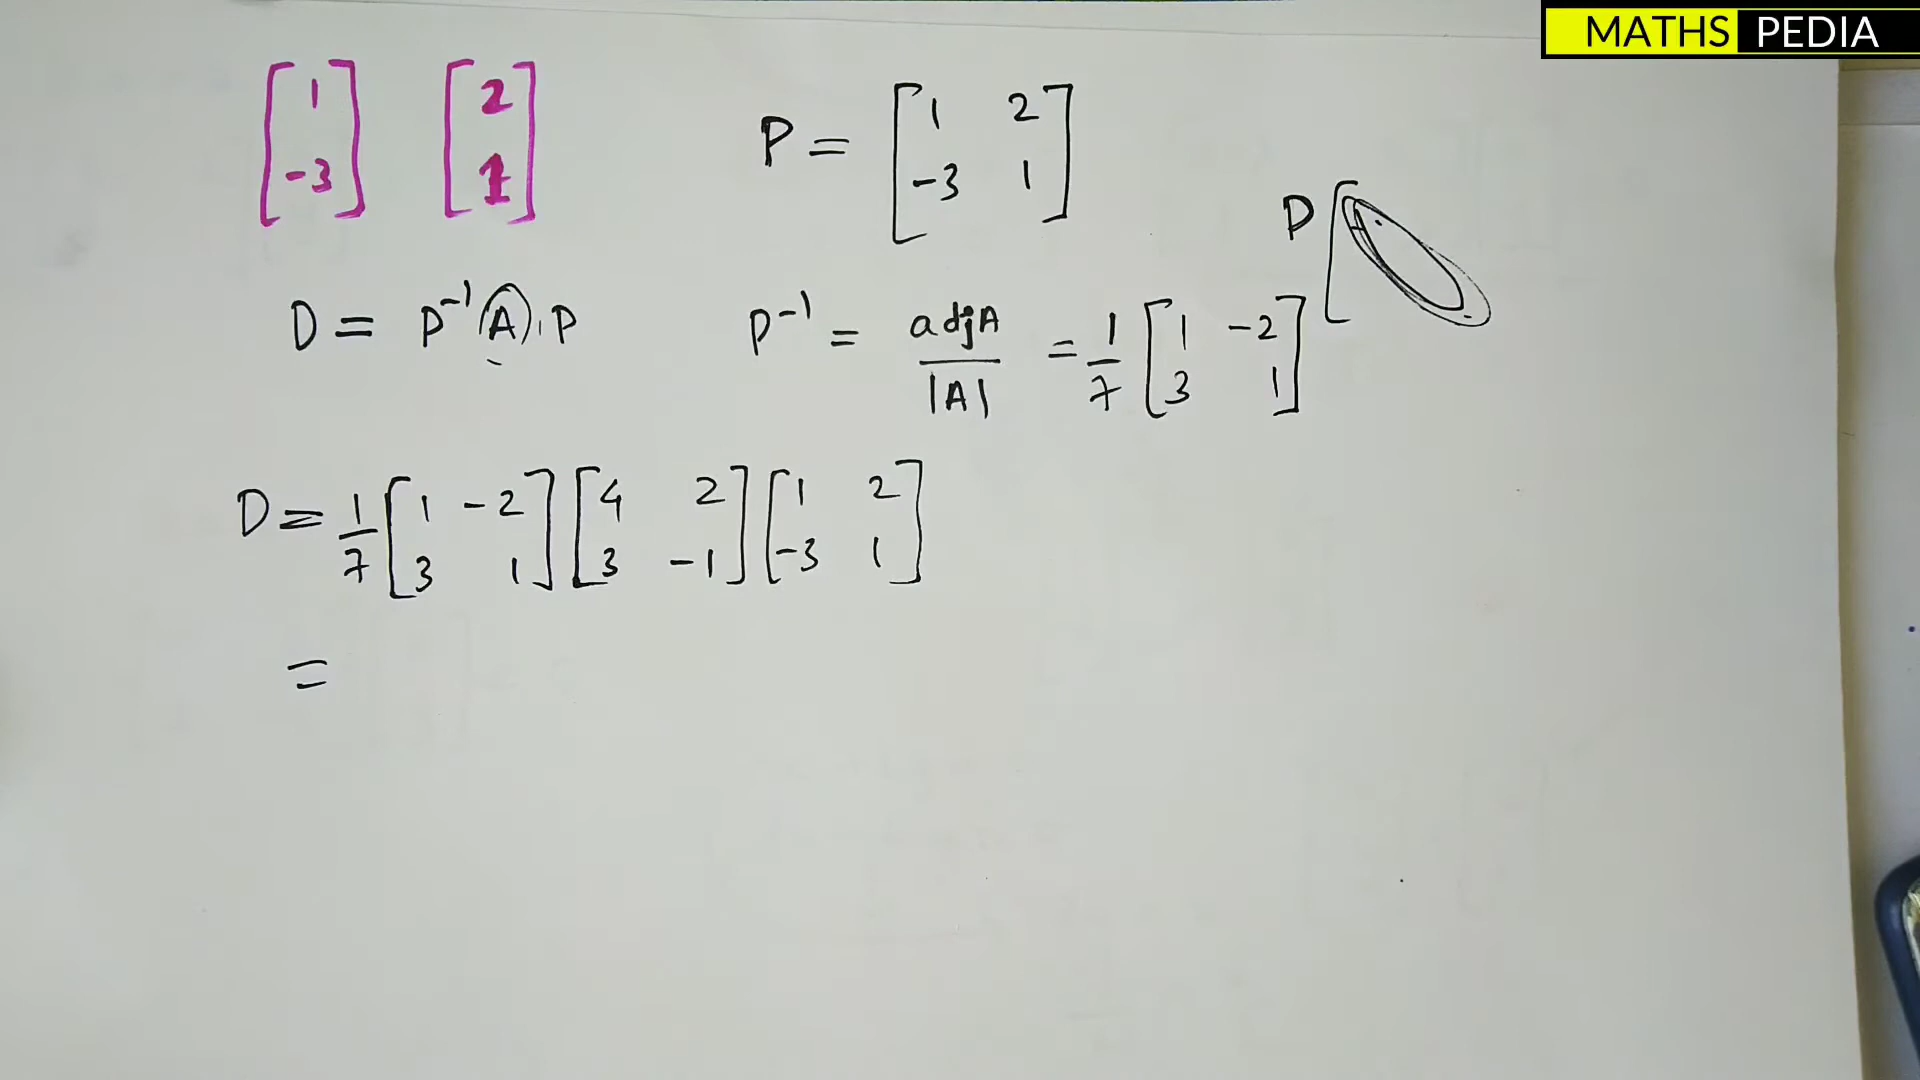 MATHS PEDIA
[1 -3] [2 1] P = [1 2 -3 1]
P [
D = P⁻¹(A).P P⁻¹ = adjA / |A| = 1/7 [1 -2 3 1]
D = 1/7 [1 -2 3 1] [4 2 3 -1] [1 2 -3 1]
=